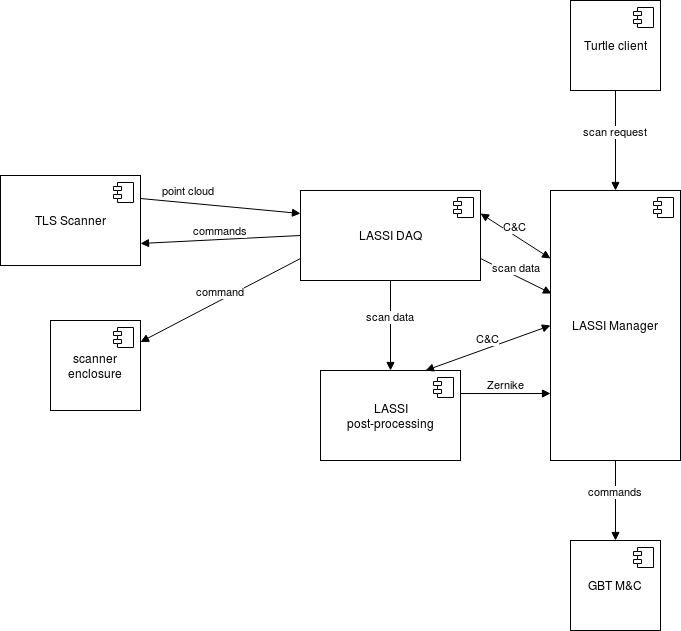 Turtle client
scan request
TLS Scanner
point cloud
commands
LASSI DAQ
C&C
scan data
command
scan data
LASSI Manager
scanner
enclosure
C&C
Zernike
LASSI
post-processing
commands
GBT M&C